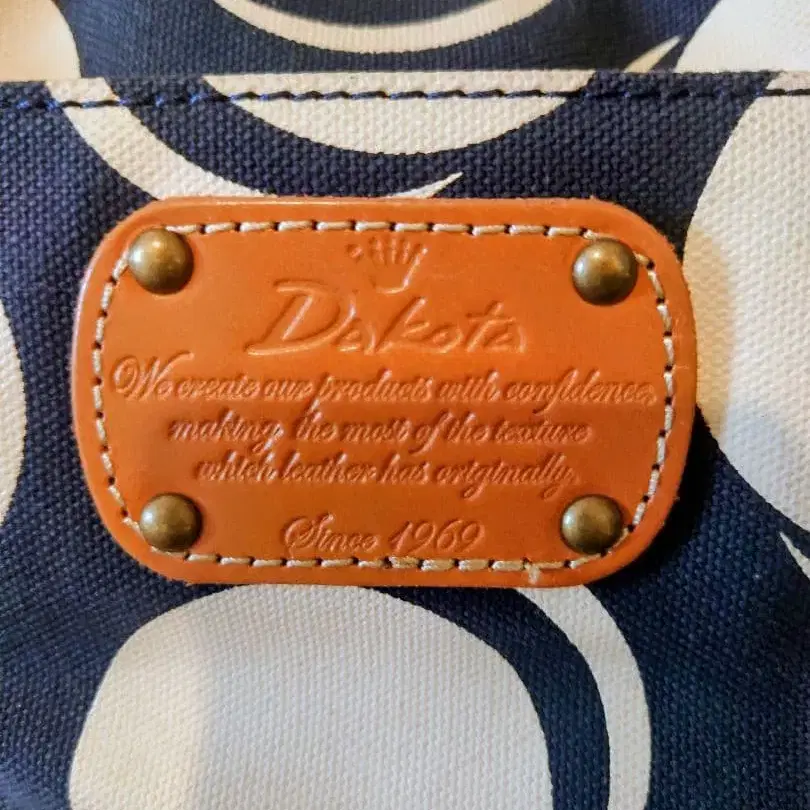 Dakota
We create our products with confidence,
making the most of the texture
which leather has originally.
Since 1969